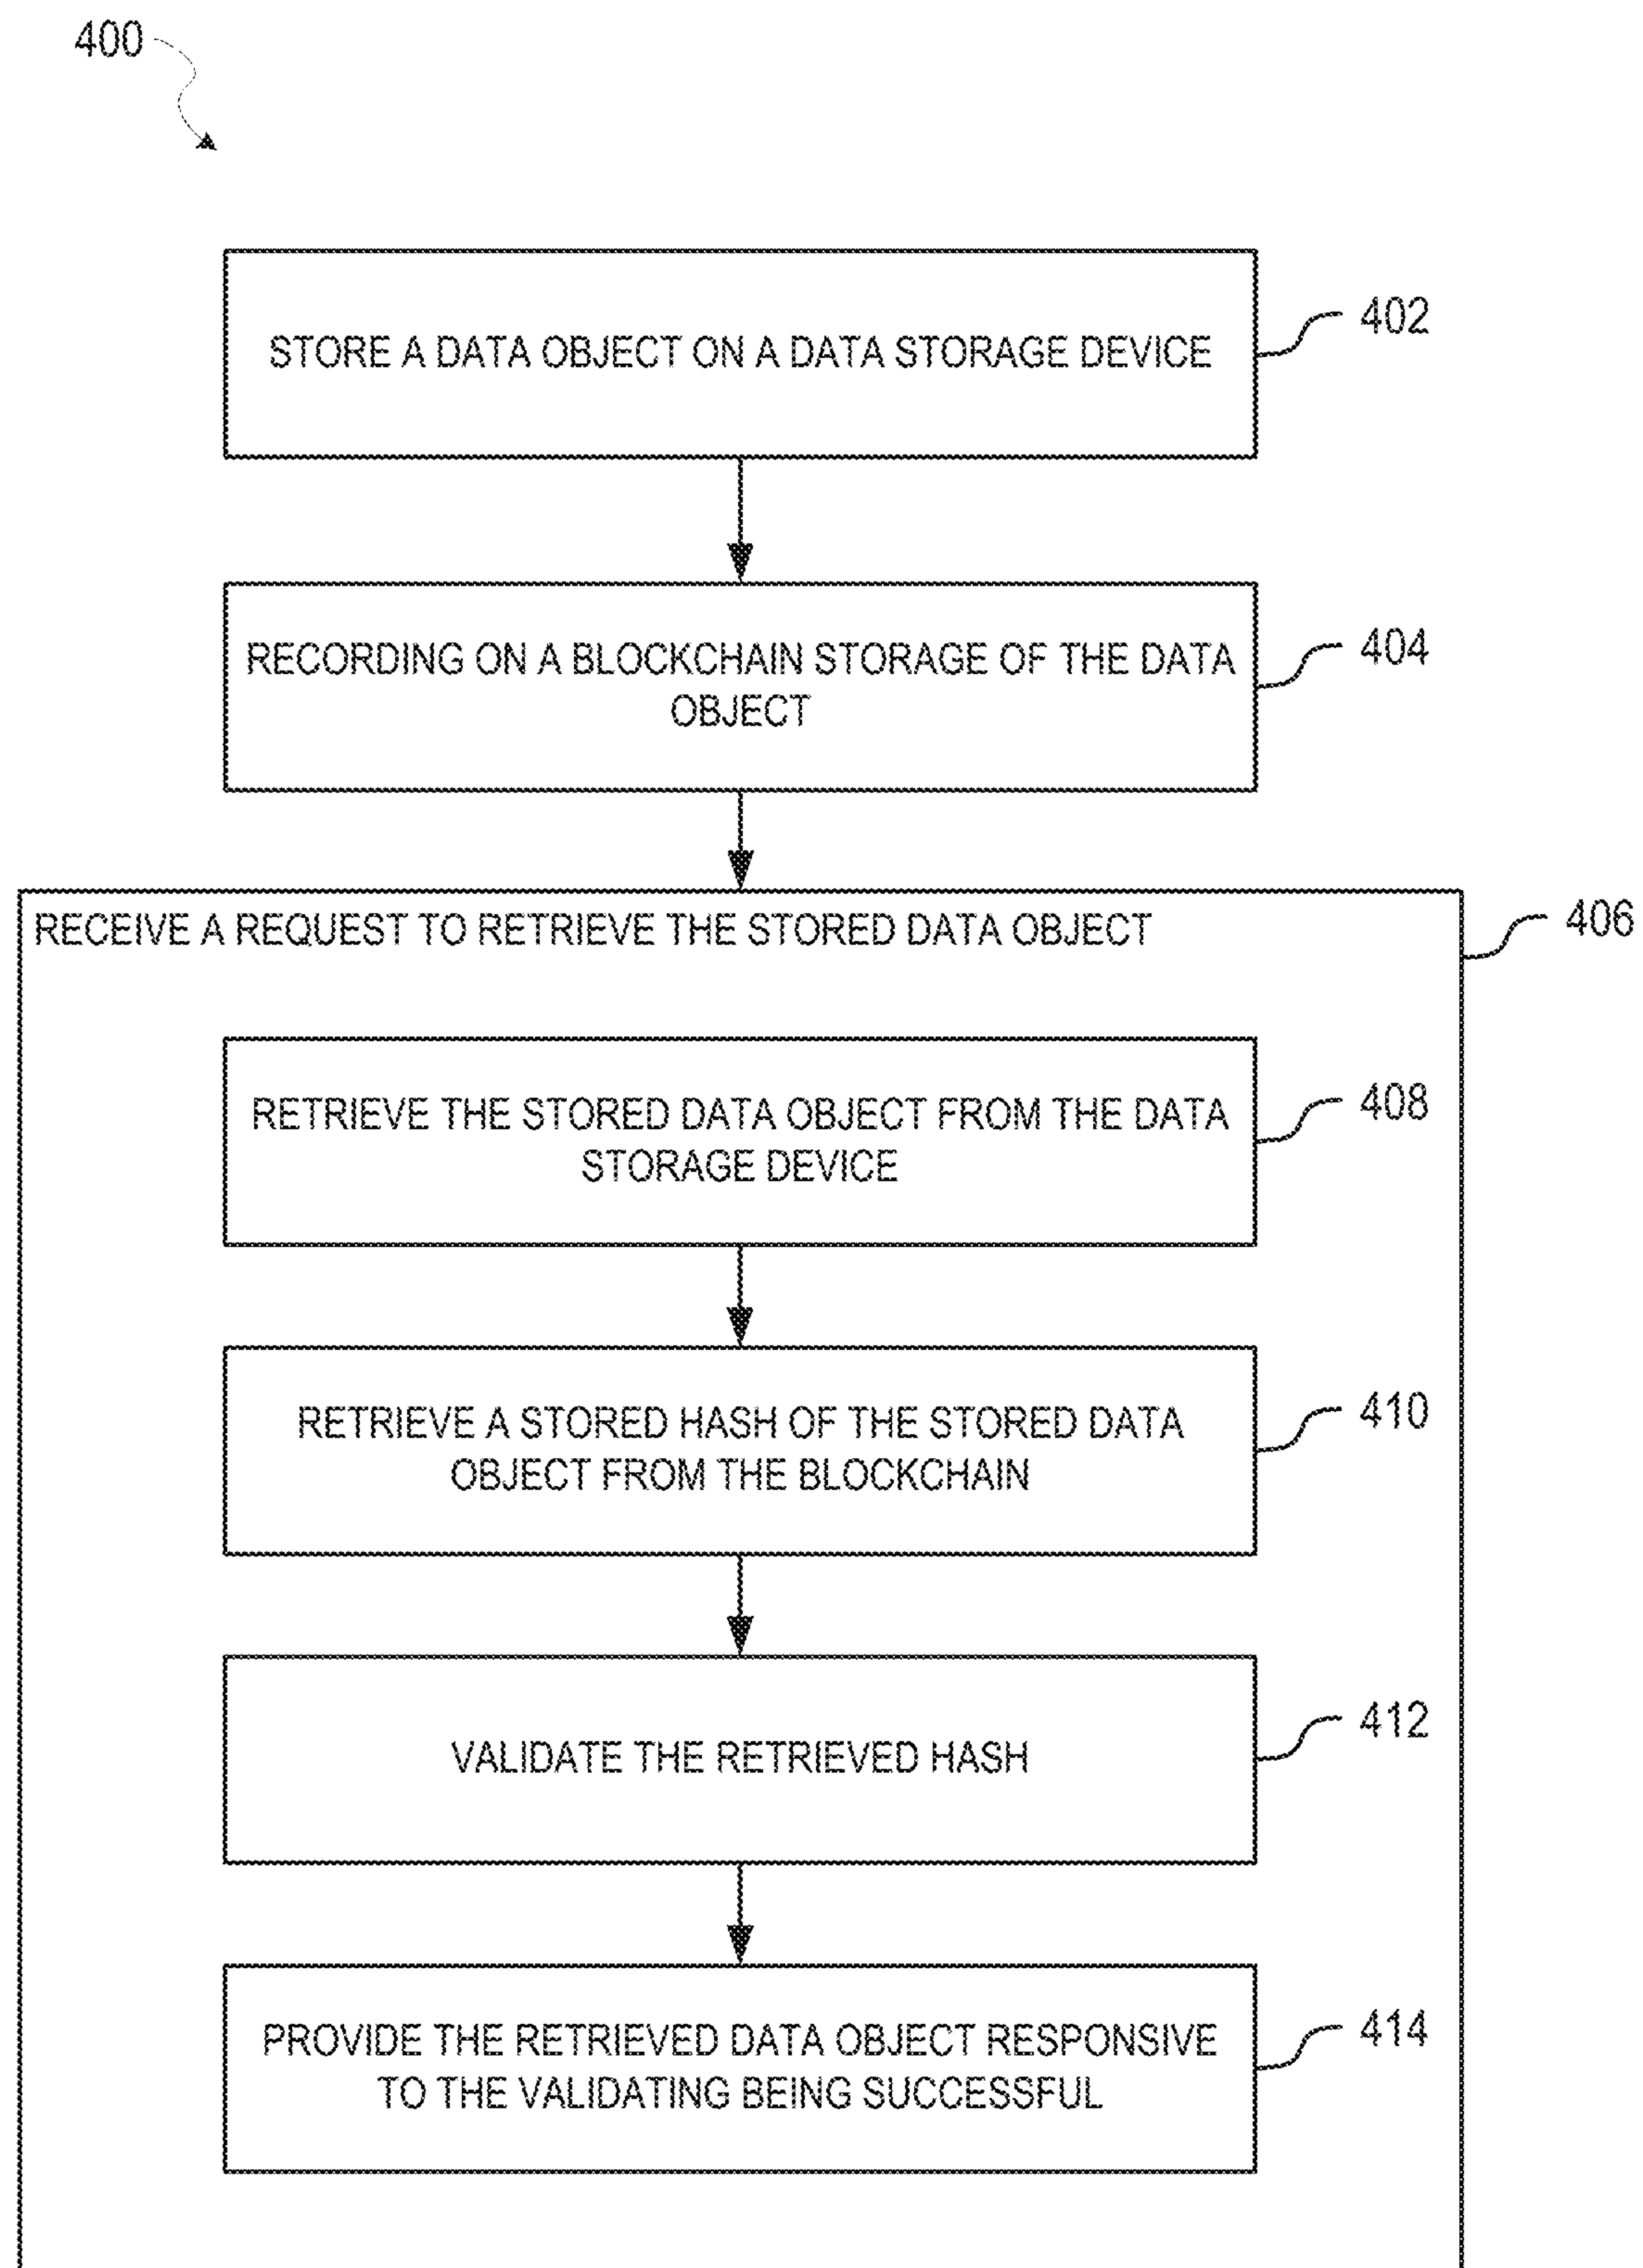 400
STORE A DATA OBJECT ON A DATA STORAGE DEVICE
402
RECORDING ON A BLOCKCHAIN STORAGE OF THE DATA
OBJECT
404
RECEIVE A REQUEST TO RETRIEVE THE STORED DATA OBJECT
406
RETRIEVE THE STORED DATA OBJECT FROM THE DATA
STORAGE DEVICE
408
RETRIEVE A STORED HASH OF THE STORED DATA
OBJECT FROM THE BLOCKCHAIN
410
VALIDATE THE RETRIEVED HASH
412
PROVIDE THE RETRIEVED DATA OBJECT RESPONSIVE
TO THE VALIDATING BEING SUCCESSFUL
414